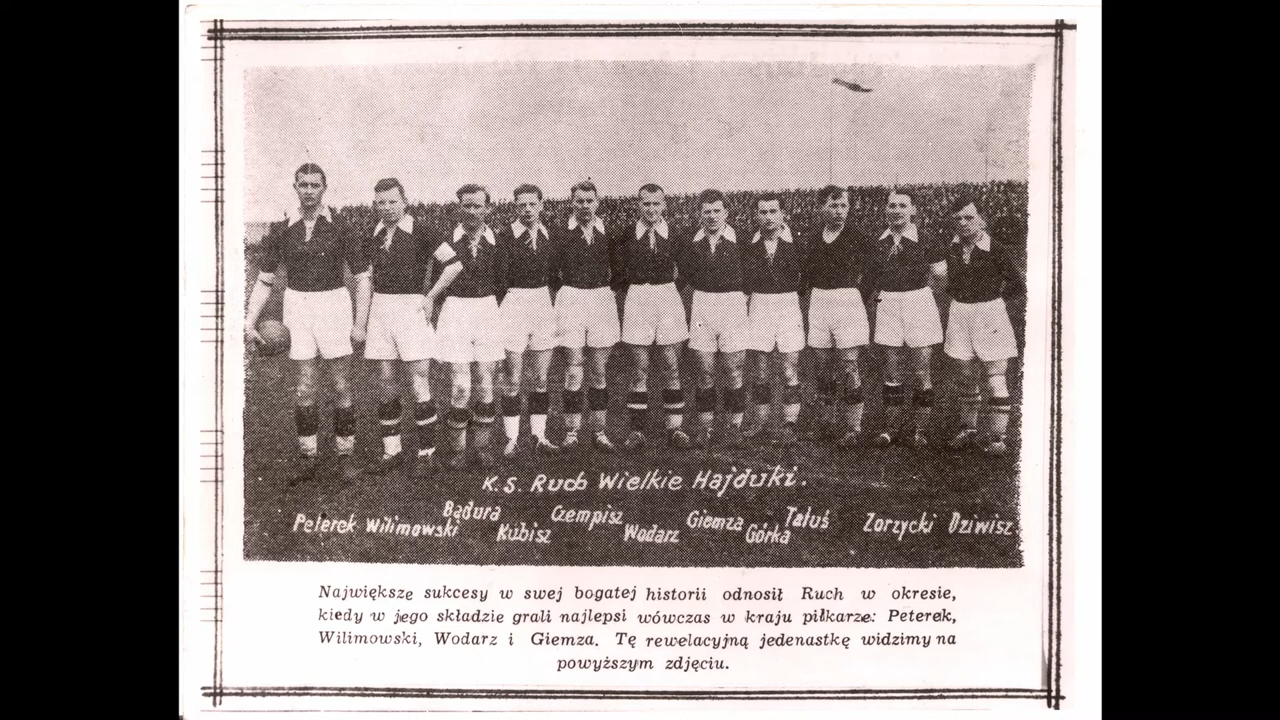 K.S. Ruch Wielkie Hajduki.
Peterek Wilimowski Badura Kubisz Czempisz Wodarz Giemza Górka Tatuś Zorzycki Dziwisz
Największe sukcesy w swej bogatej historii odnosił Ruch w okresie,
kiedy w jego składzie grali najlepsi wówczas w kraju piłkarze: Peterek,
Wilimowski, Wodarz i Giemza. Tę rewelacyjną jedenastkę widzimy na
powyższym zdjęciu.